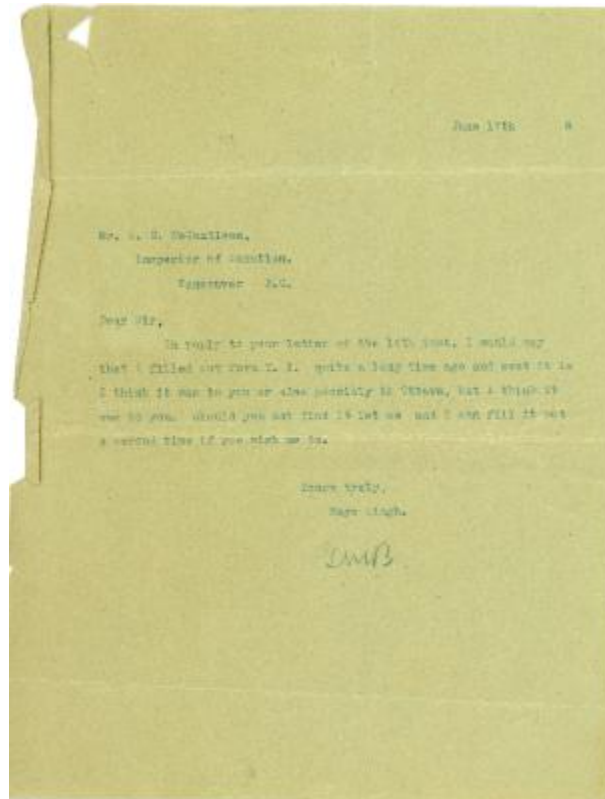 June 17th 8
Mr.
Inspector of Taxation,
Vancouver B.C.
Dear Sir,
In reply to your letter of the 14th inst, I would say
that I filled out Form T. 1. quite a long time ago and sent it in
I think it was to you or else possibly to Ottawa, but I think it
was to you. Should you not find it let me and I can fill it out
a second time if you wish me to.
Yours truly,
Mayo Singh.